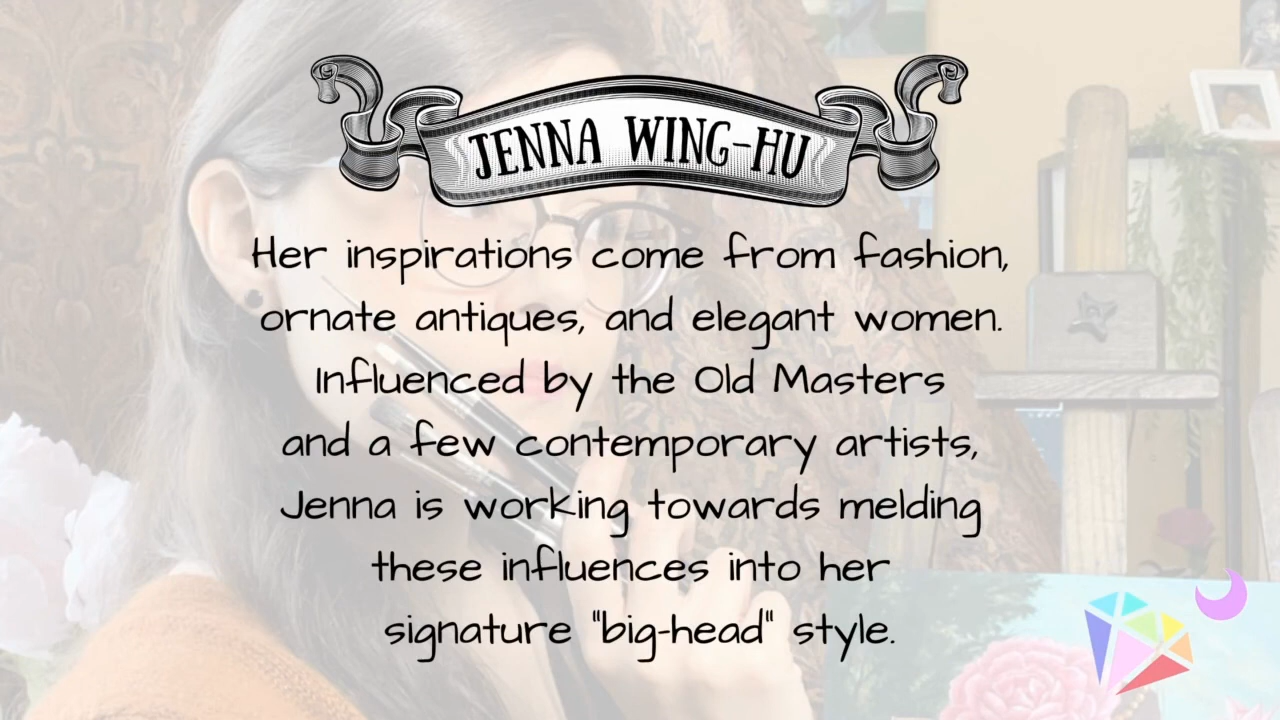 JENNA WING-HU
Her inspirations come from fashion,
ornate antiques, and elegant women.
Influenced by the Old Masters
and a few contemporary artists,
Jenna is working towards melding
these influences into her
signature "big-head" style.